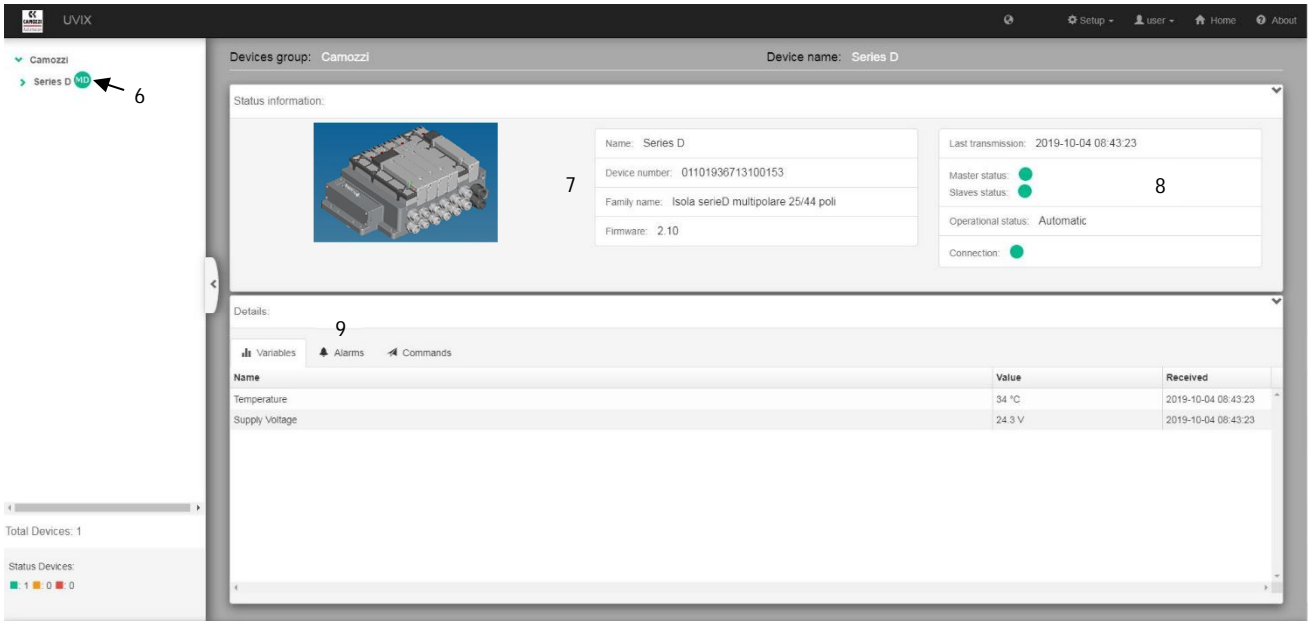 CAMOZZI
UVIX
Setup
user
Home
About
Camozzi
Series D MD
6
Total Devices: 1
Status Devices:
: 1 : 0 : 0
Devices group: Camozzi
Device name: Series D
Status information:
7
Name: Series D
Device number: 01101936713100153
Family name: Isola serieD multipolare 25/44 poli
Firmware: 2.10
Last transmission: 2019-10-04 08:43:23
Master status:
Slaves status:
8
Operational status: Automatic
Connection:
Details:
9
Variables Alarms Commands
Name Value Received
Temperature 34 °C 2019-10-04 08:43:23
Supply Voltage 24.3 V 2019-10-04 08:43:23